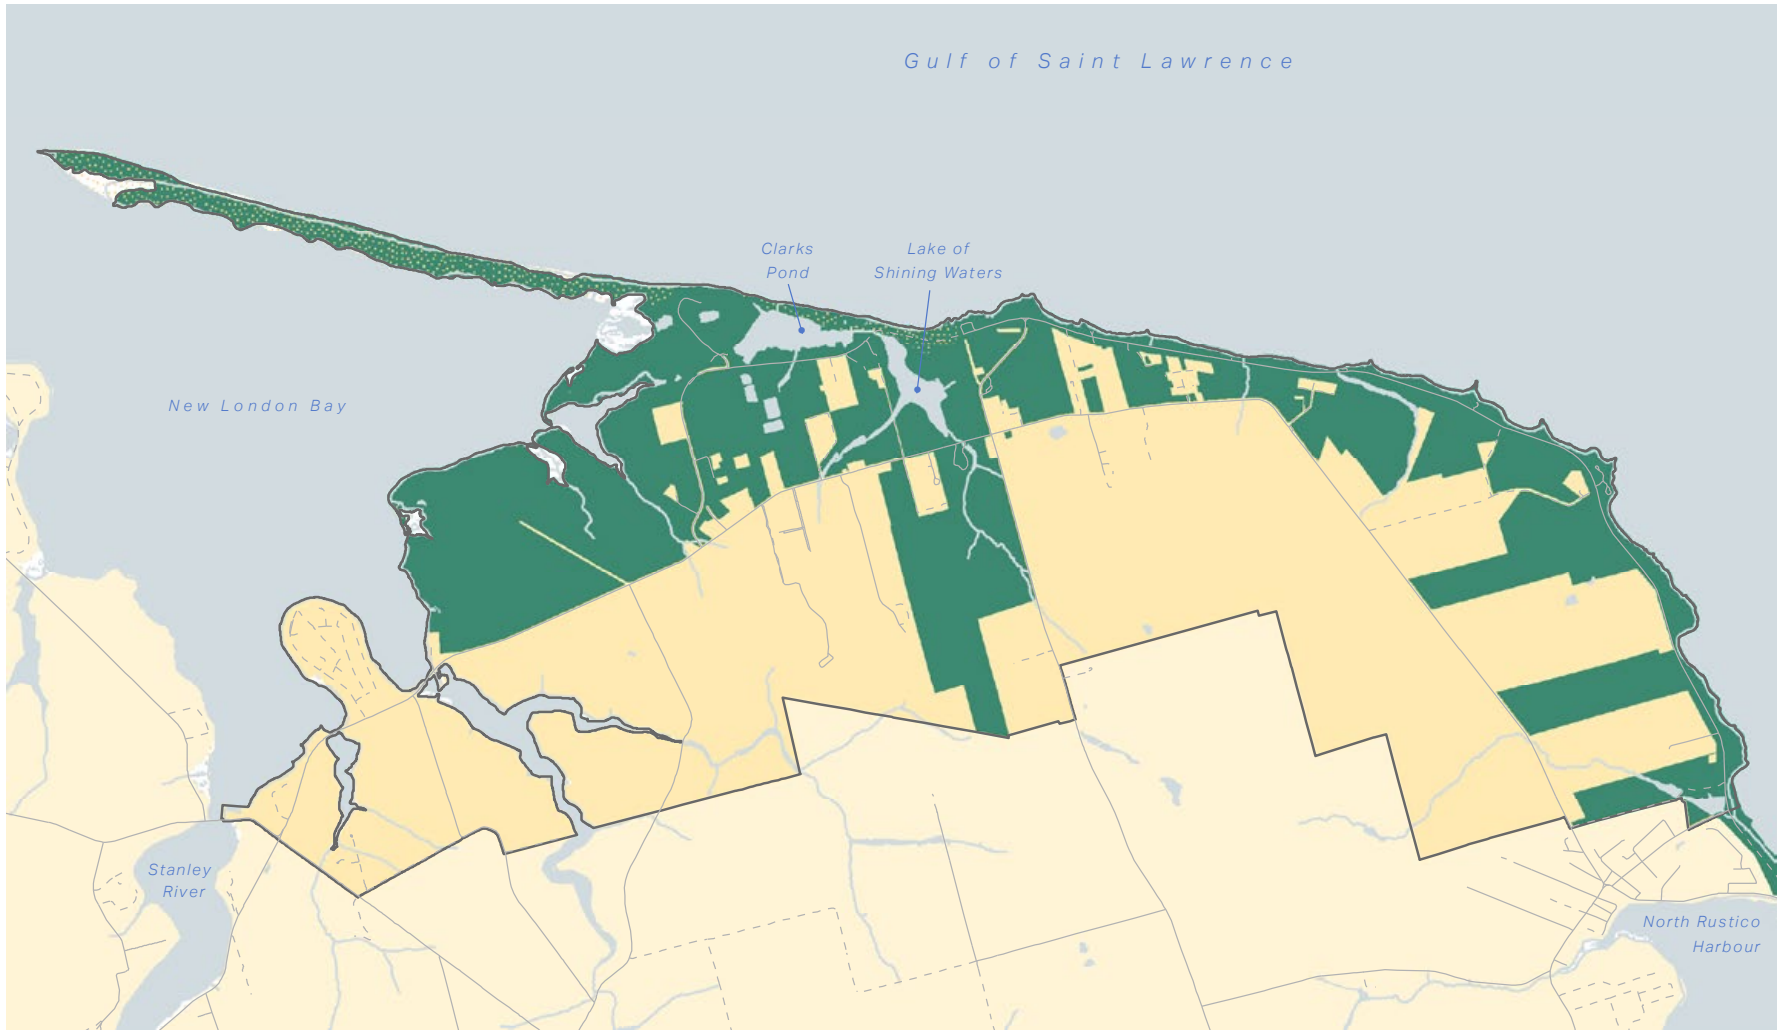 Gulf of Saint Lawrence
Clarks
Pond
Lake of
Shining Waters
New London Bay
Stanley
River
North Rustico
Harbour